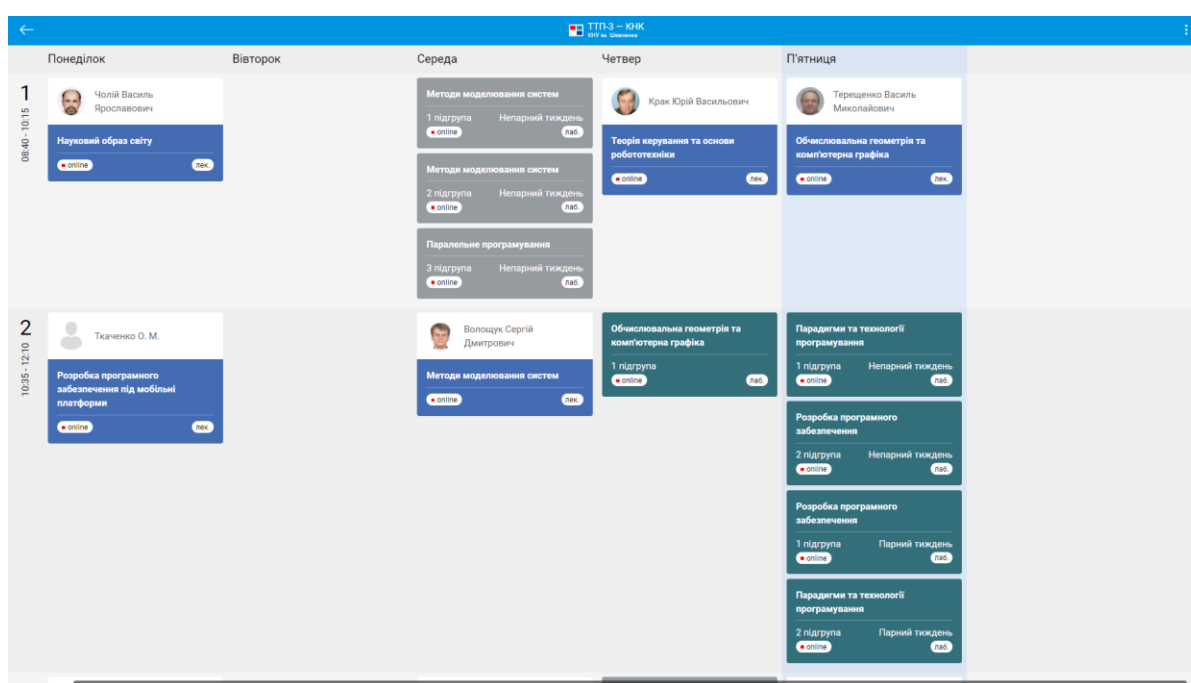 ТТП-3 — КНК
КНУ ім. Шевченка
Понеділок
Вівторок
Середа
Четвер
П'ятниця
1
08:40 - 10:15
Чолій Василь
Ярославович
Науковий образ світу
online
лек.
Методи моделювання систем
1 підгрупа Непарний тиждень
online
лаб.
Методи моделювання систем
2 підгрупа Непарний тиждень
online
лаб.
Паралельне програмування
3 підгрупа Непарний тиждень
online
лаб.
Крак Юрій Васильович
Теорія керування та основи
робототехніки
online
лек.
Терещенко Василь
Миколайович
Обчислювальна геометрія та
комп'ютерна графіка
online
лек.
2
10:35 - 12:10
Ткаченко О. М.
Розробка програмного
забезпечення під мобільні
платформи
online
лек.
Волощук Сергій
Дмитрович
Методи моделювання систем
online
лек.
Обчислювальна геометрія та
комп'ютерна графіка
1 підгрупа
online
лаб.
Парадигми та технології
програмування
1 підгрупа Непарний тиждень
online
лаб.
Розробка програмного
забезпечення
2 підгрупа Непарний тиждень
online
лаб.
Розробка програмного
забезпечення
1 підгрупа Парний тиждень
online
лаб.
Парадигми та технології
програмування
2 підгрупа Парний тиждень
online
лаб.